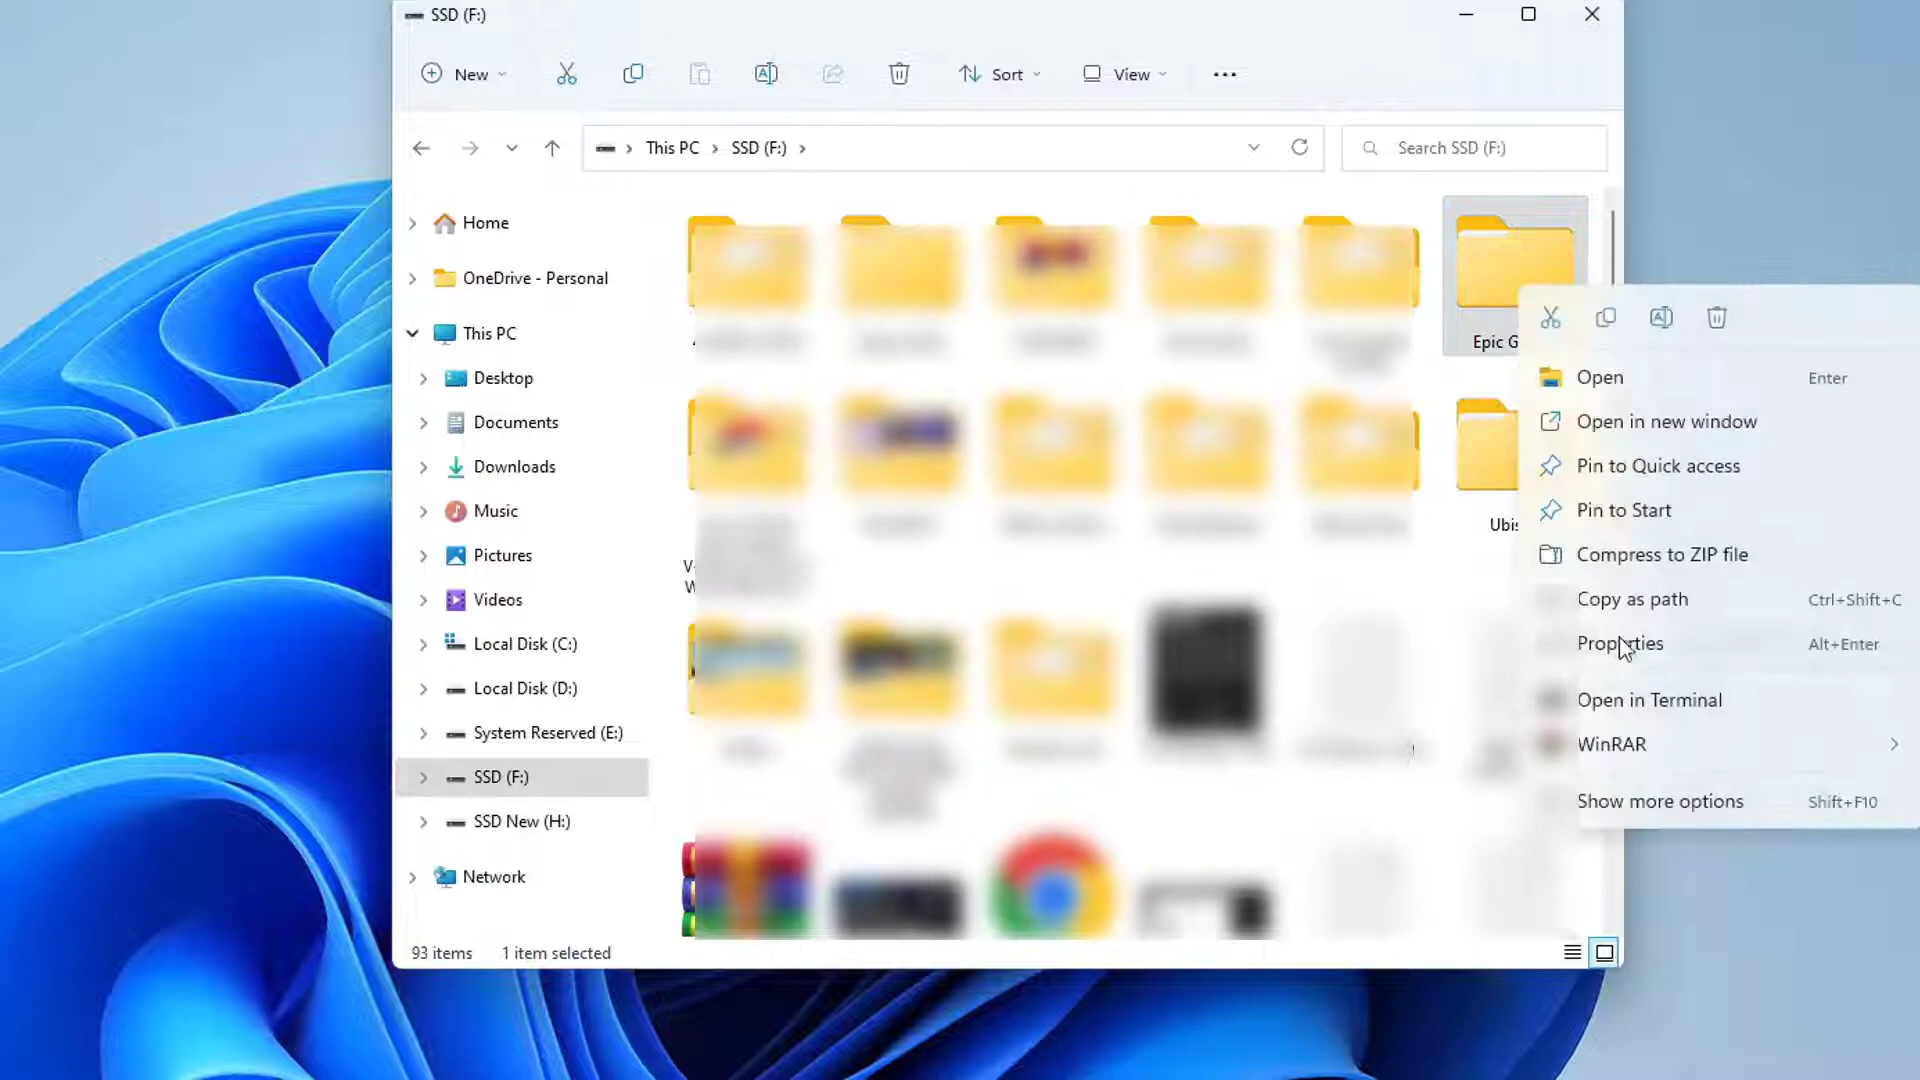 SSD (F:)
New
Sort
View
This PC > SSD (F:) >
Search SSD (F:)
Home
OneDrive - Personal
This PC
Desktop
Documents
Downloads
Music
Pictures
Videos
Local Disk (C:)
Local Disk (D:)
System Reserved (E:)
SSD (F:)
SSD New (H:)
Network
Epic G
Ubis
Open Enter
Open in new window
Pin to Quick access
Pin to Start
Compress to ZIP file
Copy as path Ctrl+Shift+C
Properties Alt+Enter
Open in Terminal
WinRAR
Show more options Shift+F10
93 items 1 item selected